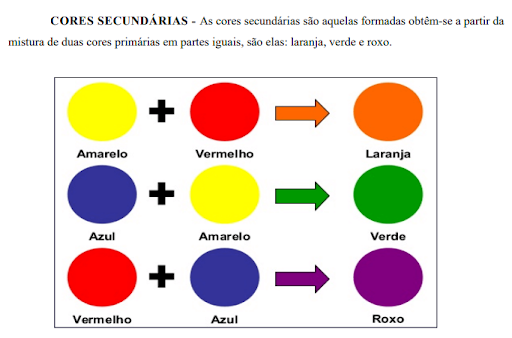 CORES SECUNDÁRIAS - As cores secundárias são aquelas formadas obtêm-se a partir da
mistura de duas cores primárias em partes iguais, são elas: laranja, verde e roxo.
Amarelo Vermelho Laranja
Azul Amarelo Verde
Vermelho Azul Roxo